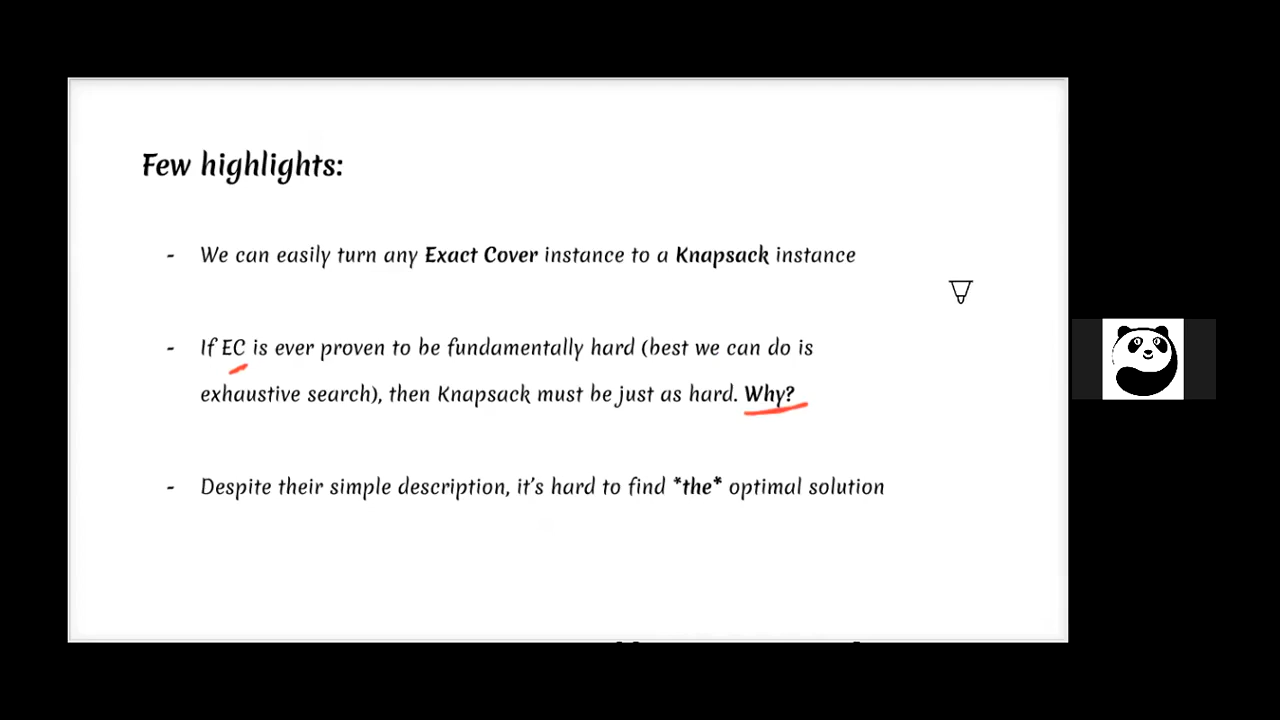 Few highlights:
- We can easily turn any Exact Cover instance to a Knapsack instance
- If EC is ever proven to be fundamentally hard (best we can do is
exhaustive search), then Knapsack must be just as hard. Why?
- Despite their simple description, it's hard to find *the* optimal solution